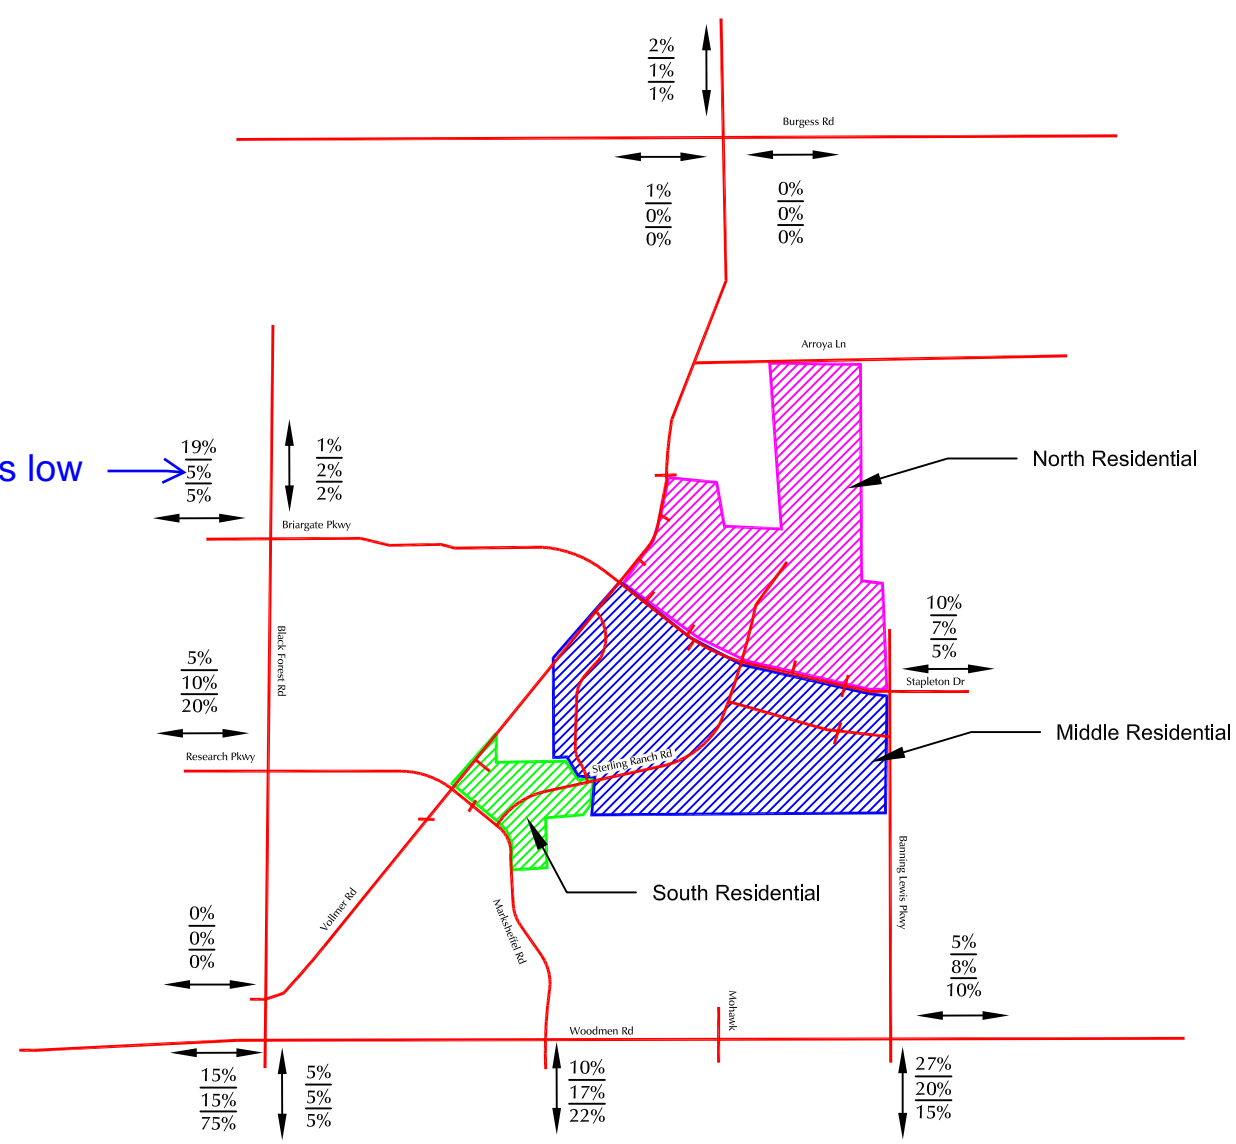 2%
1%
1%
Burgess Rd
1%
0%
0%
0%
0%
0%
Arroya Ln
s low
19%
5%
5%
1%
2%
2%
North Residential
Briargate Pkwy
10%
7%
5%
Stapleton Dr
Black Forest Rd
5%
10%
20%
Middle Residential
Research Pkwy
Sterling Ranch Rd
South Residential
Vollmer Rd
Marksheffel Rd
Banning Lewis Pkwy
0%
0%
0%
5%
8%
10%
Mohawk
Woodmen Rd
15%
15%
75%
5%
5%
5%
10%
17%
22%
27%
20%
15%